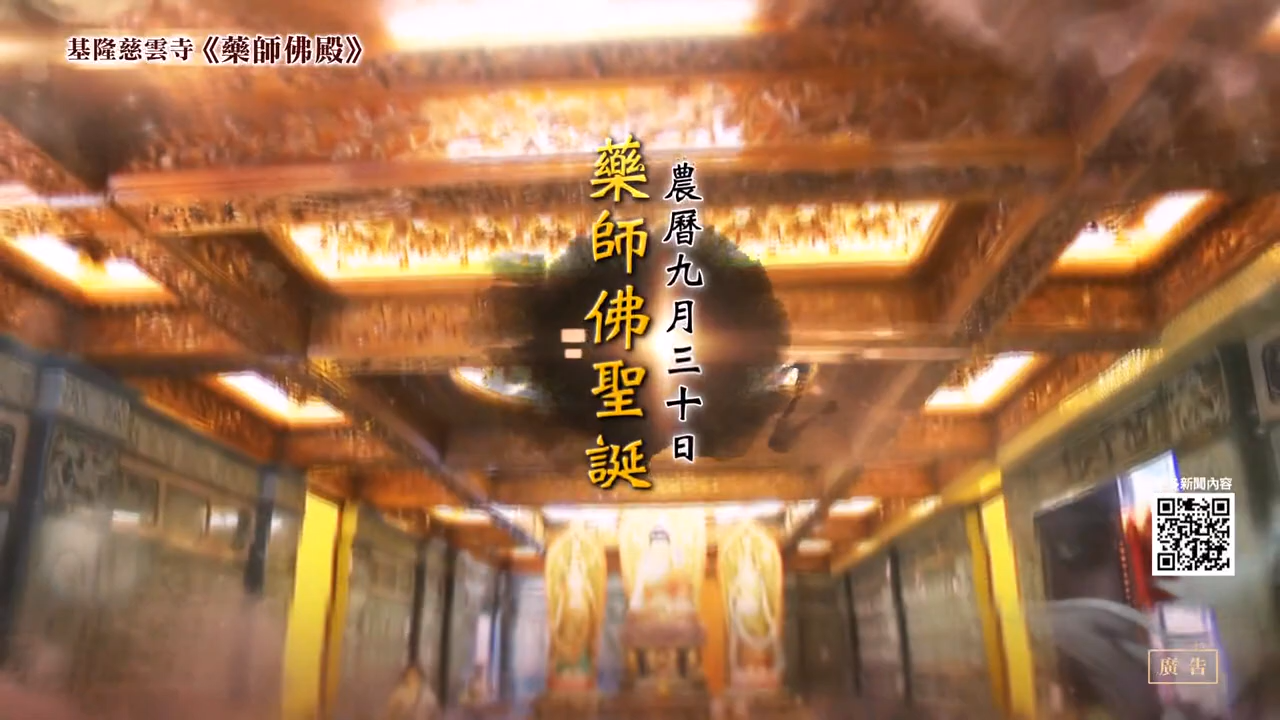 基隆慈雲寺《藥師佛殿》
農曆九月三十日
藥師佛聖誕
新聞內容
廣告